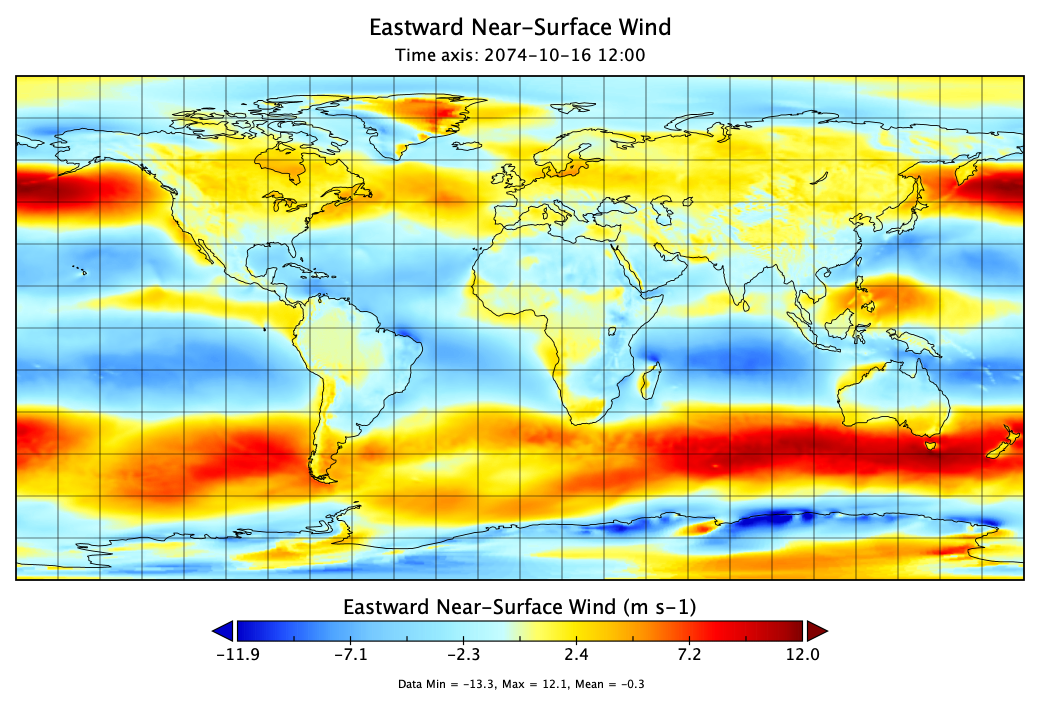 Eastward Near-Surface Wind
Time axis: 2074-10-16 12:00
Eastward Near-Surface Wind (m s-1)
-11.9 -7.1 -2.3 2.4 7.2 12.0
Data Min = -13.3, Max = 12.1, Mean = -0.3